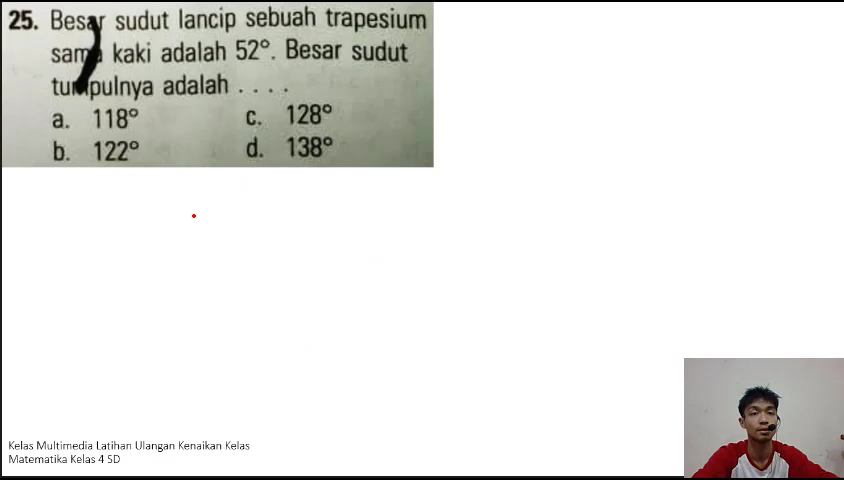 25. Besar sudut lancip sebuah trapesium
sama kaki adalah 52°. Besar sudut
tumpulnya adalah . . . .
a. 118° c. 128°
b. 122° d. 138°
Kelas Multimedia Latihan Ulangan Kenaikan Kelas
Matematika Kelas 4 SD